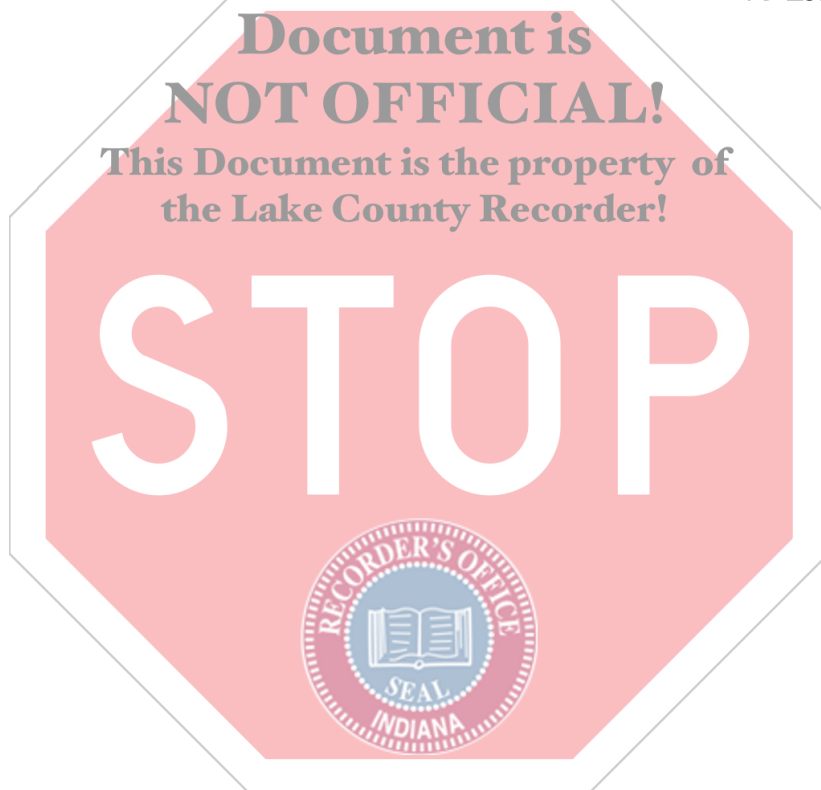 Document is
NOT OFFICIAL!
This Document is the property of
the Lake County Recorder!
STOP
RECORDER'S OFFICE
SEAL
INDIANA